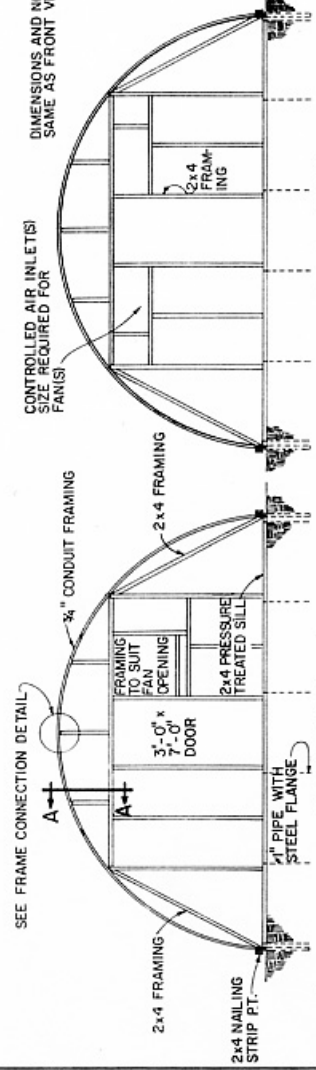 SEE FRAME CONNECTION DETAIL
3/4" CONDUIT FRAMING
A
A
2x4 FRAMING
2x4 FRAMING
FRAMING
TO SUIT
FAN
OPENING
3'-0" x
7'-0"
DOOR
2x4 PRESSURE
TREATED SILL
2x4 NAILING
STRIP P.T.
1" PIPE WITH
STEEL FLANGE
CONTROLLED AIR INLET(S)
SIZE REQUIRED FOR
FAN(S)
2x4
FRAM-
ING
DIMENSIONS AND
SAME AS FRONT